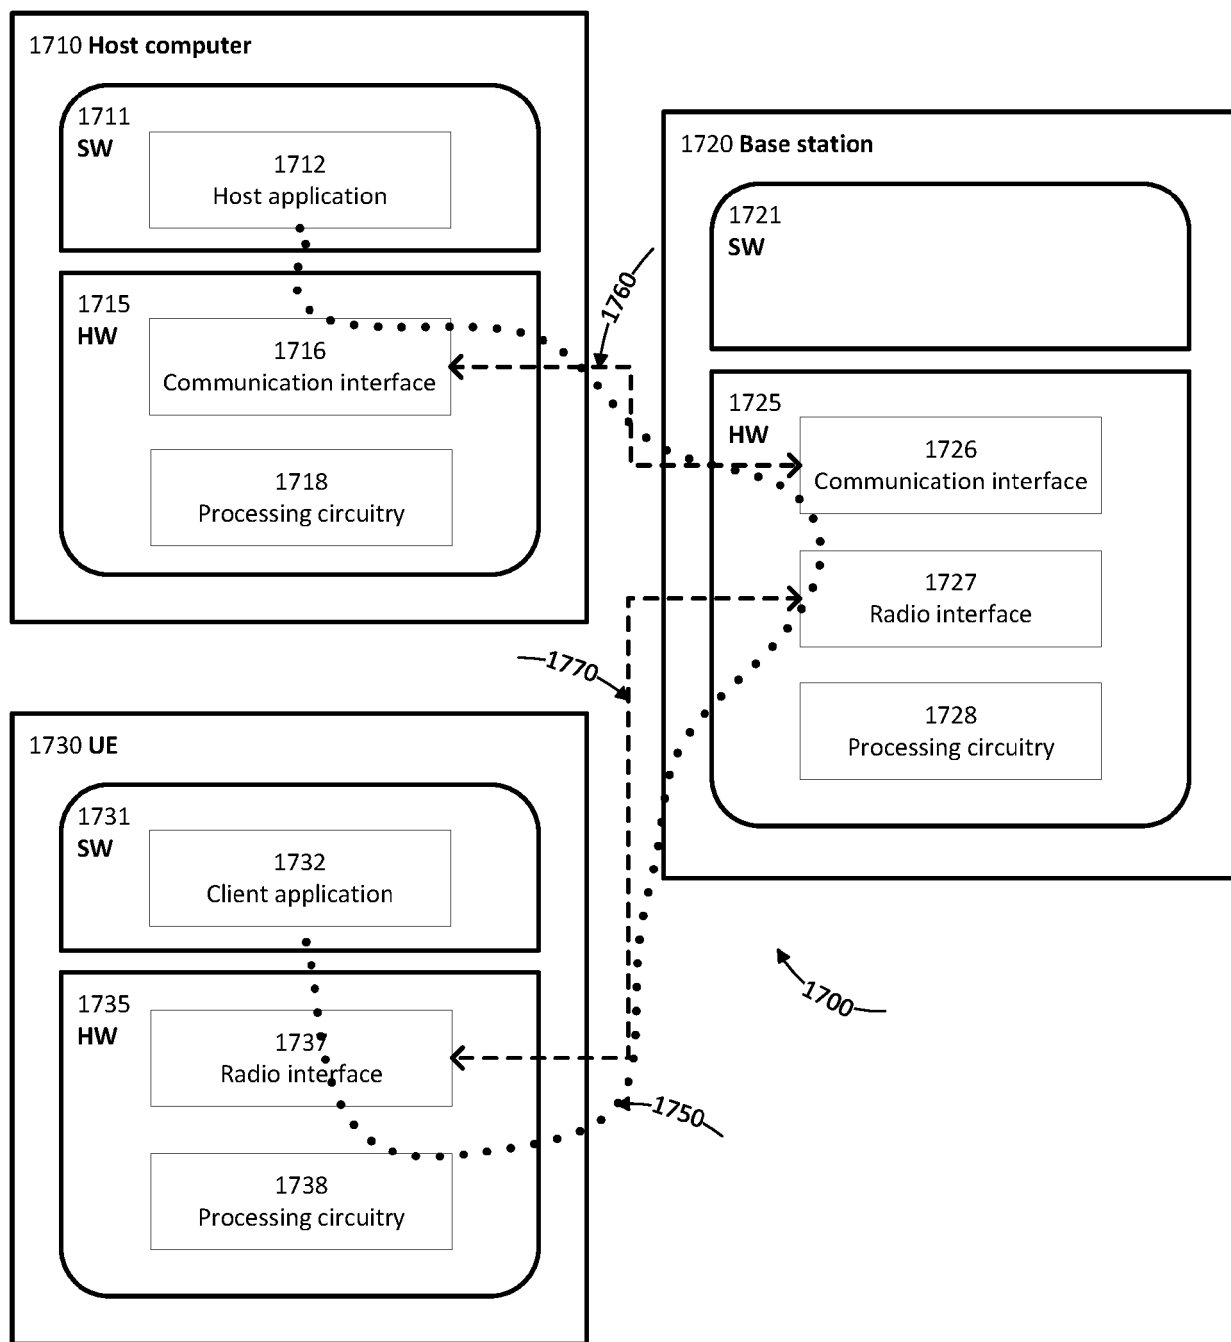 1710 Host computer
1711
SW
1712
Host application
1715
HW
1716
Communication interface
1718
Processing circuitry
1760
1720 Base station
1721
SW
1725
HW
1726
Communication interface
1727
Radio interface
1728
Processing circuitry
1770
1730 UE
1731
SW
1732
Client application
1735
HW
1737
Radio interface
1738
Processing circuitry
1750
1700